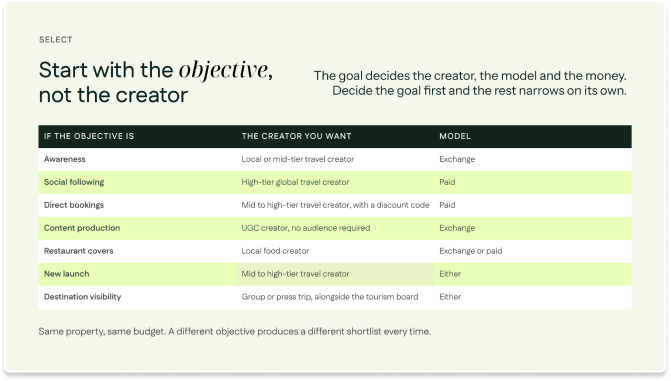 SELECT
Start with the objective,
not the creator
The goal decides the creator, the model and the money.
Decide the goal first and the rest narrows on its own.
IF THE OBJECTIVE IS THE CREATOR YOU WANT MODEL
Awareness Local or mid-tier travel creator Exchange
Social following High-tier global travel creator Paid
Direct bookings Mid to high-tier travel creator, with a discount code Paid
Content production UGC creator, no audience required Exchange
Restaurant covers Local food creator Exchange or paid
New launch Mid to high-tier travel creator Either
Destination visibility Group or press trip, alongside the tourism board Either
Same property, same budget. A different objective produces a different shortlist every time.